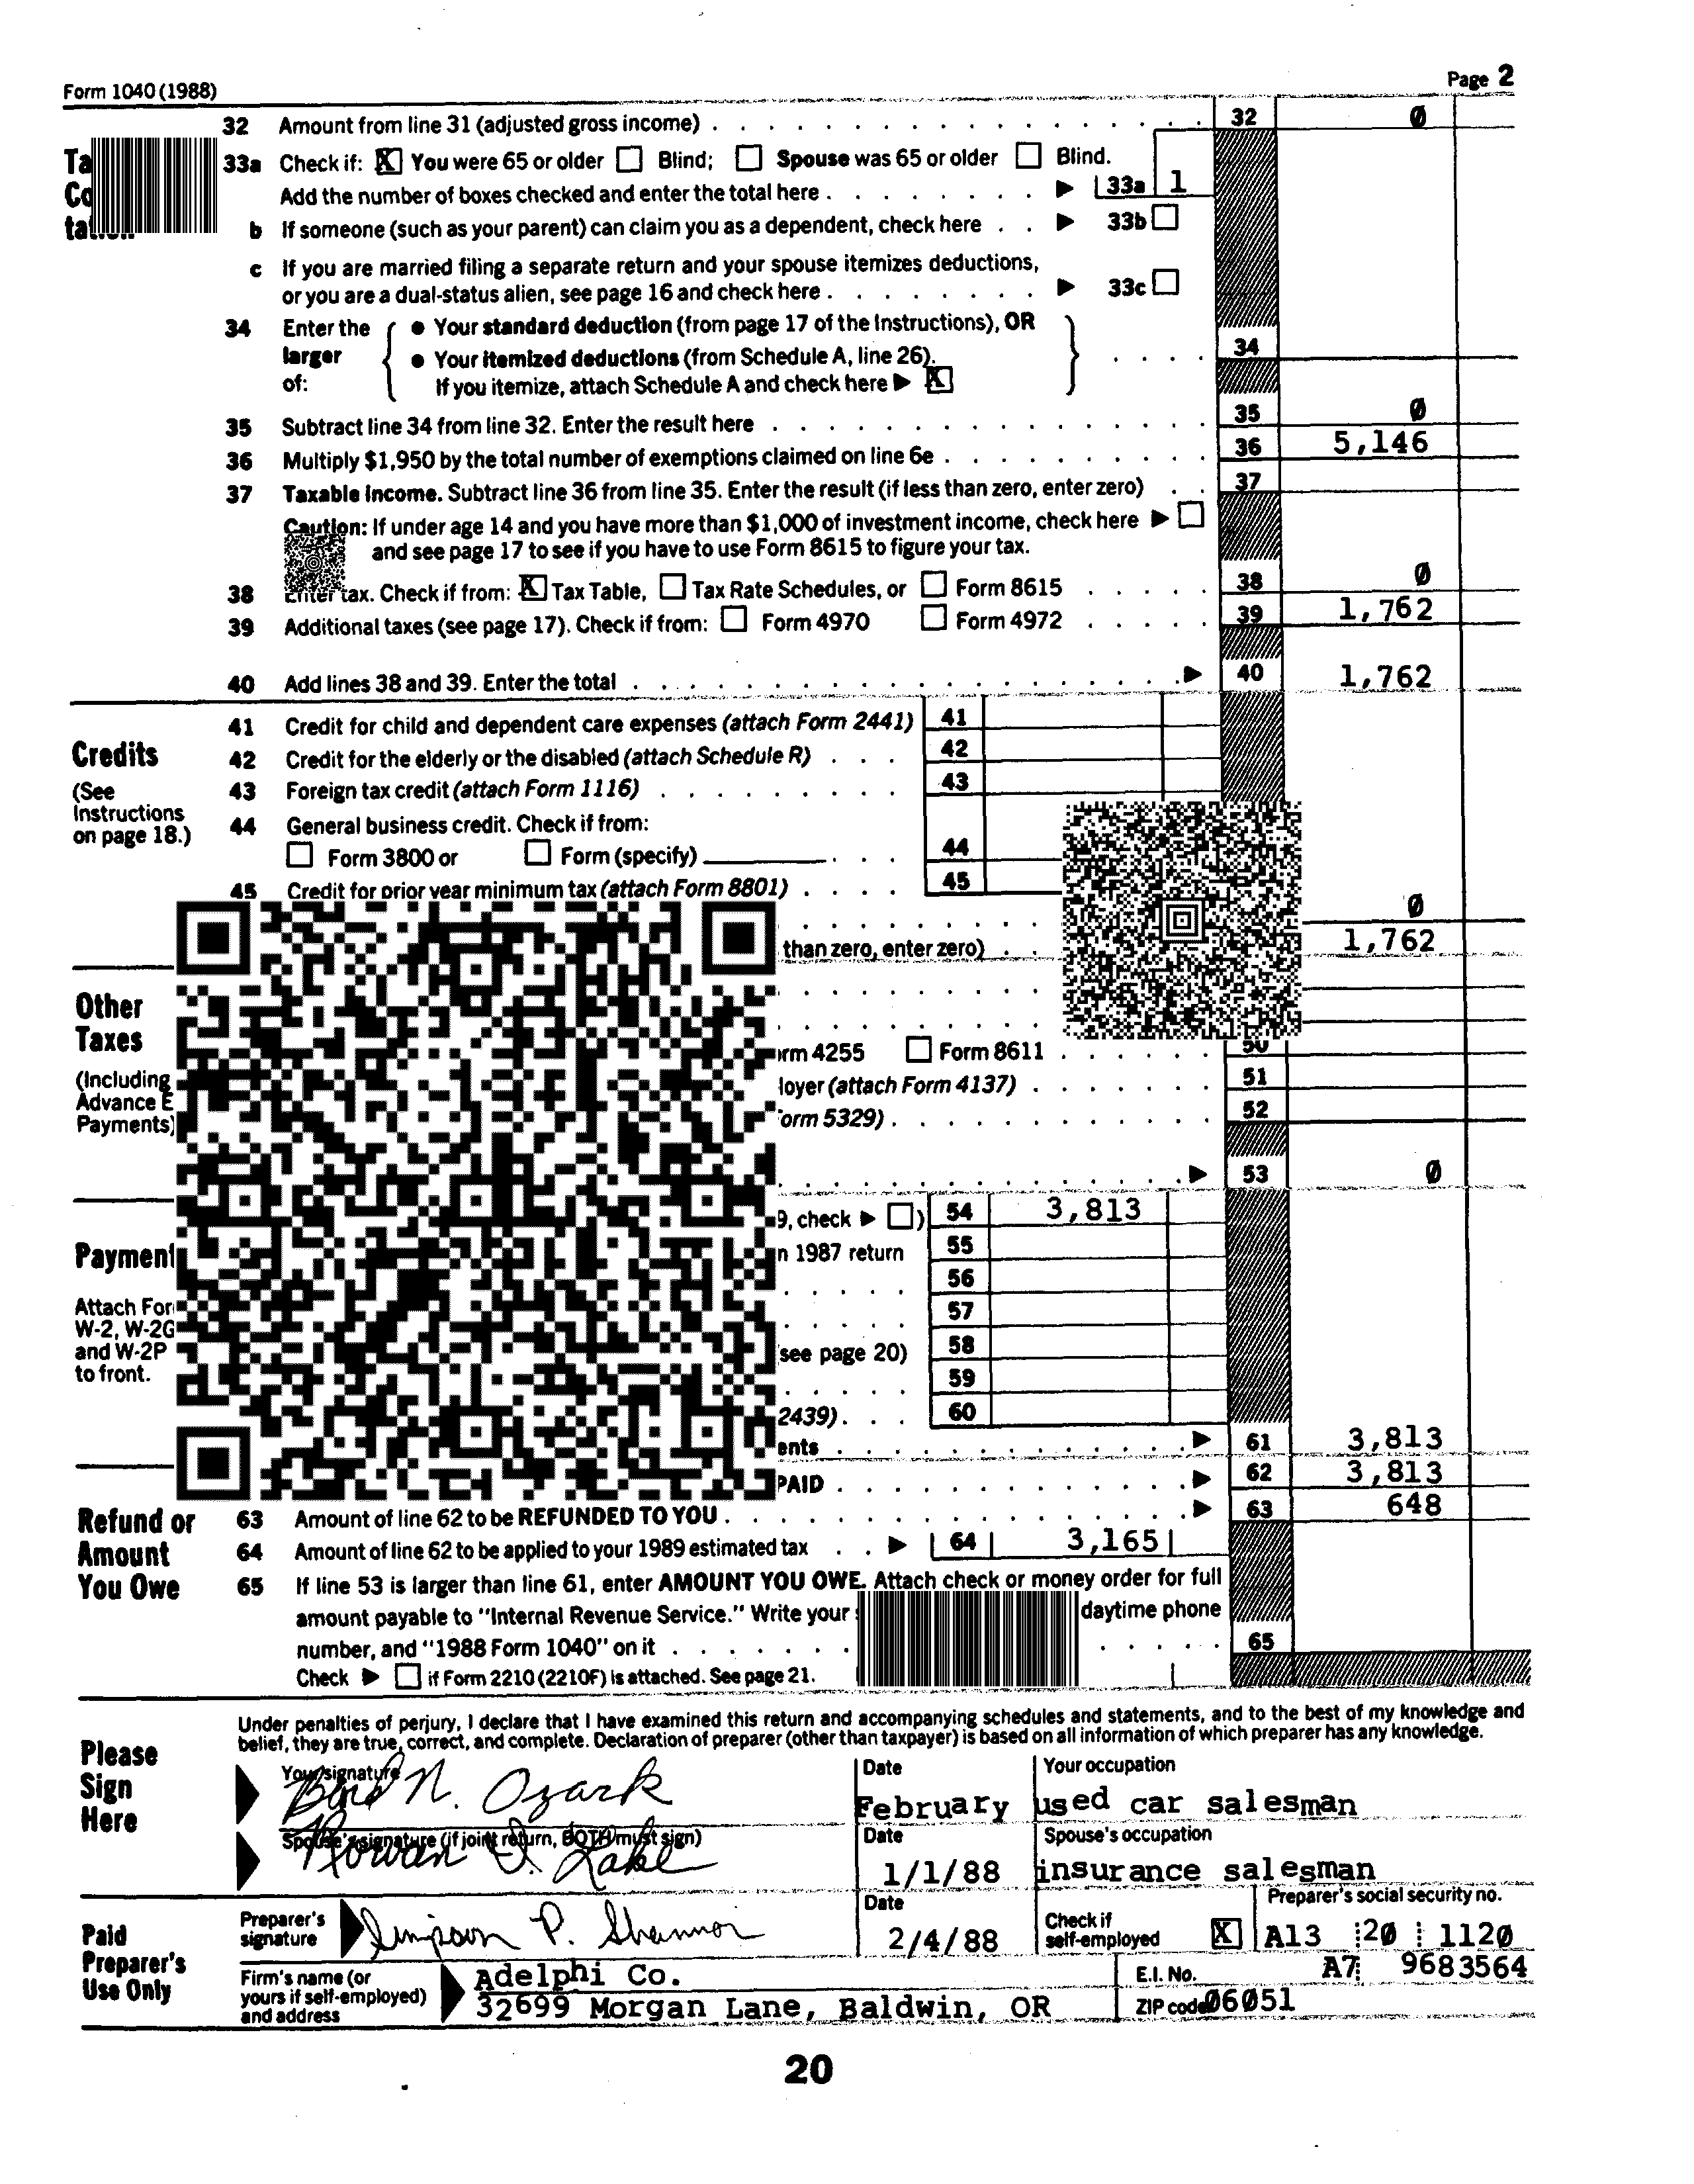 Form 1040 (1988)
Page 2
32 Amount from line 31 (adjusted gross income) 32 0
33a Check if: X You were 65 or older Blind; Spouse was 65 or older Blind.
Add the number of boxes checked and enter the total here 33a 1
b If someone (such as your parent) can claim you as a dependent, check here 33b
c If you are married filing a separate return and your spouse itemizes deductions,
or you are a dual-status alien, see page 16 and check here 33c
34 Enter the larger of:
• Your standard deduction (from page 17 of the Instructions), OR
• Your itemized deductions (from Schedule A, line 26).
If you itemize, attach Schedule A and check here X
34
35 Subtract line 34 from line 32. Enter the result here 35 0
36 Multiply $1,950 by the total number of exemptions claimed on line 6e 36 5,146
37 Taxable income. Subtract line 36 from line 35. Enter the result (if less than zero, enter zero) 37
Caution: If under age 14 and you have more than $1,000 of investment income, check here
and see page 17 to see if you have to use Form 8615 to figure your tax.
38 Enter tax. Check if from: X Tax Table, Tax Rate Schedules, or Form 8615 38 0
39 Additional taxes (see page 17). Check if from: Form 4970 Form 4972 39 1,762
40 Add lines 38 and 39. Enter the total 40 1,762
Credits
(See
Instructions
on page 18.)
41 Credit for child and dependent care expenses (attach Form 2441) 41
42 Credit for the elderly or the disabled (attach Schedule R) 42
43 Foreign tax credit (attach Form 1116) 43
44 General business credit. Check if from:
Form 3800 or Form (specify) 44
45 Credit for prior year minimum tax (attach Form 8801) 45
0
than zero, enter zero) 1,762
Other
Taxes
(Including
Advance
Payments)
4255 Form 8611 50
(attach Form 4137) 51
5329) 52
53 0
Attach
W-2,
and W-2P
to front.
check ) 54 3,813
1987 return 55
56
57
see page 20) 58
59
2439) 60
61 3,813
62 3,813
Refund or
Amount
You Owe
63 Amount of line 62 to be REFUNDED TO YOU 63 648
64 Amount of line 62 to be applied to your 1989 estimated tax 64 3,165
65 If line 53 is larger than line 61, enter AMOUNT YOU OWE. Attach check or money order for full
amount payable to "Internal Revenue Service." Write your daytime phone
number, and "1988 Form 1040" on it 65
Check if Form 2210 (2210F) is attached. See page 21.
Please
Sign
Here
Under penalties of perjury, I declare that I have examined this return and accompanying schedules and statements, and to the best of my knowledge and
belief, they are true, correct, and complete. Declaration of preparer (other than taxpayer) is based on all information of which preparer has any knowledge.
Your signature
N. Ozark
Date
February
Your occupation
used car salesman
Spouse's signature (if joint return, BOTH must sign)
Rowan Lake
Date
1/1/88
Spouse's occupation
insurance salesman
Paid
Preparer's
Use Only
Preparer's
signature
Simpson P. Shannon
Date
2/4/88
Check if
self-employed X
Preparer's social security no.
A13 20 1120
Firm's name (or
yours if self-employed)
and address
Adelphi Co.
32699 Morgan Lane, Baldwin, OR
E.I. No. A7 9683564
ZIP code 06051
20